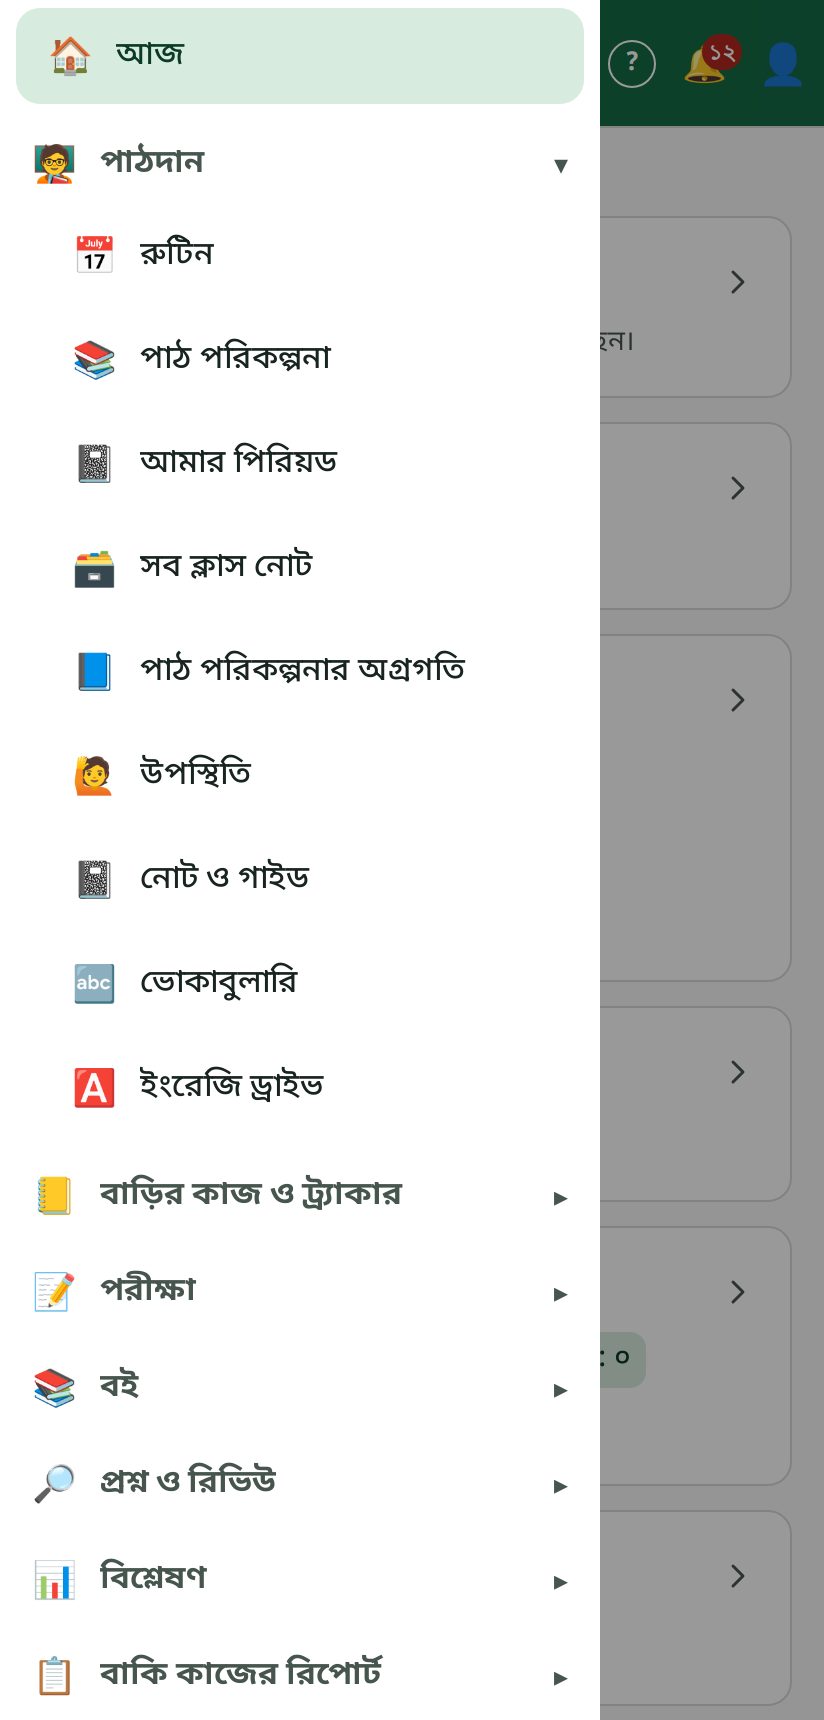 আজ
?
১২
পাঠদান
রুটিন
পাঠ পরিকল্পনা
আমার পিরিয়ড
সব ক্লাস নোট
পাঠ পরিকল্পনার অগ্রগতি
উপস্থিতি
নোট ও গাইড
ভোকাবুলারি
ইংরেজি ড্রাইভ
বাড়ির কাজ ও ট্র্যাকার
পরীক্ষা
: ০
বই
প্রশ্ন ও রিভিউ
বিশ্লেষণ
বাকি কাজের রিপোর্ট